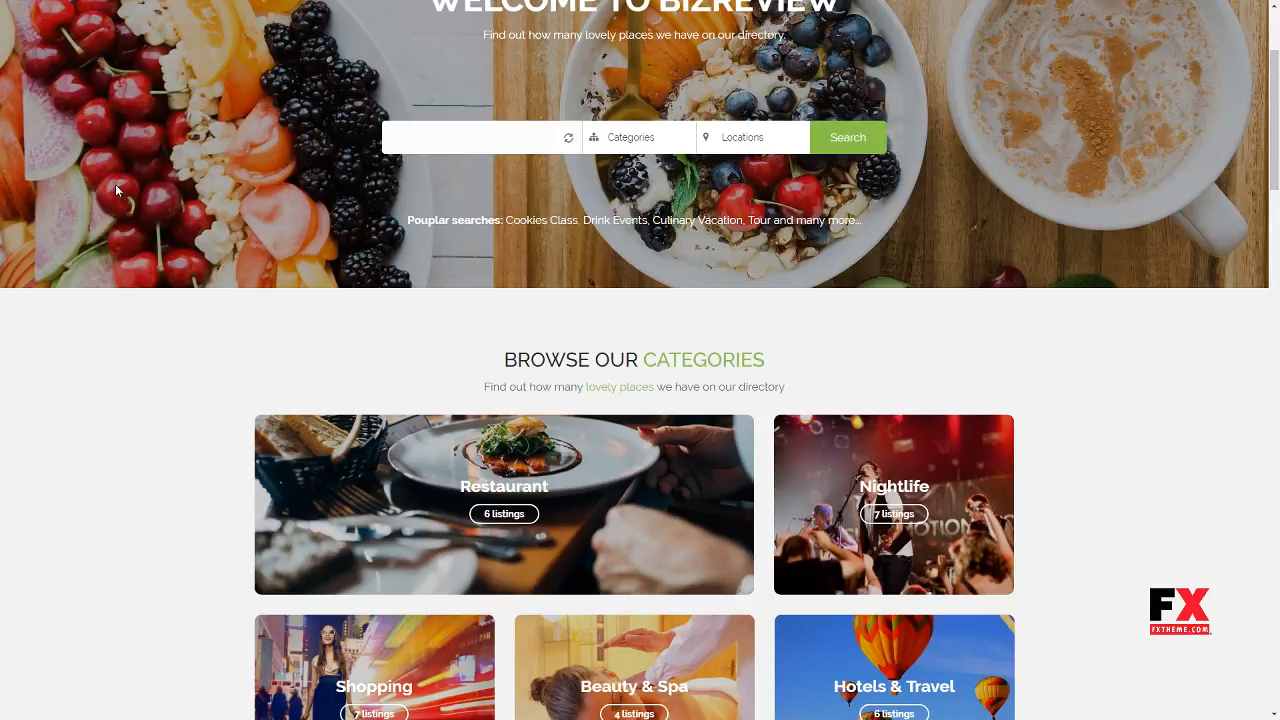 WELCOME TO BIZREVIEW
Find out how many lovely places we have on our directory.
Categories
Locations
Search
Pouplar searches: Cookies Class, Drink Events, Culinary Vacation, Tour and many more...
BROWSE OUR CATEGORIES
Find out how many lovely places we have on our directory
Restaurant
6 listings
Nightlife
7 listings
FX
FXTHEME.COM
Shopping
7 listings
Beauty & Spa
4 listings
Hotels & Travel
6 listings